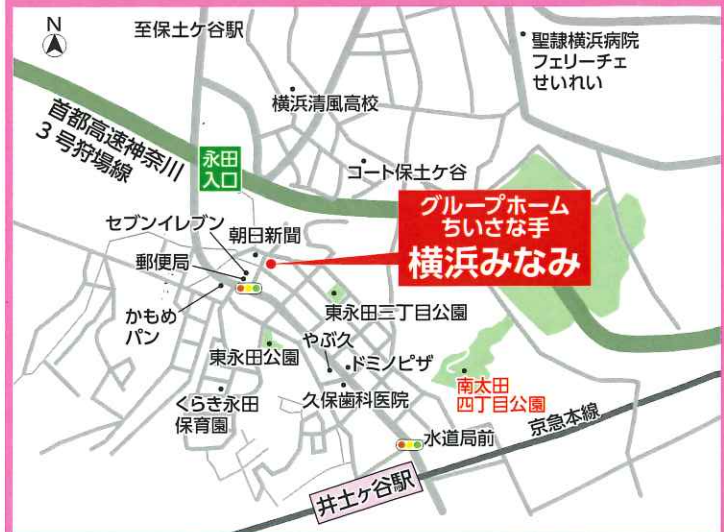 N
至保土ケ谷駅
聖隷横浜病院
フェリーチェ
せいれい
横浜清風高校
首都高速神奈川
3号狩場線
永田
入口
コート保土ケ谷
グループホーム
ちいさな手
横浜みなみ
セブンイレブン
朝日新聞
郵便局
かもめ
パン
東永田三丁目公園
やぶ久
東永田公園
ドミノピザ
くらき永田
保育園
久保歯科医院
南太田
四丁目公園
京急本線
水道局前
井土ヶ谷駅